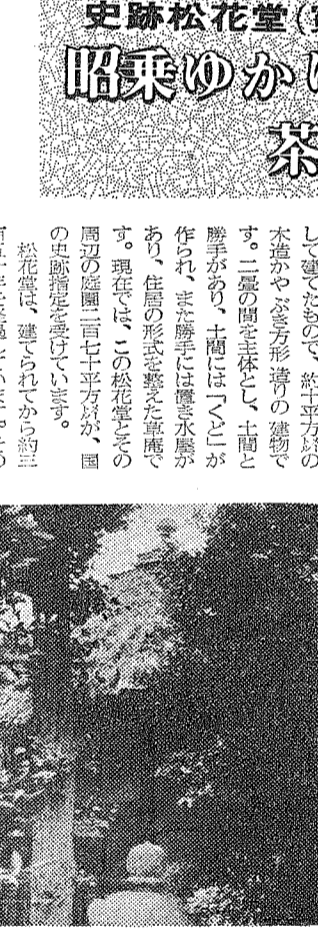 史跡松花堂(
昭乗ゆか
茶
して建てたもので、約十平方㍍の
木造かやぶき方形造りの建物で
す。二畳の間を主体とし、土間と
勝手があり、土間には「くど」が
作られ、また勝手には置き水屋が
あり、住居の形式を整えた草庵で
す。現在では、この松花堂とその
周辺の庭園二百七十平方㍍が、国
の史跡指定を受けています。
松花堂は、建てられてから約三